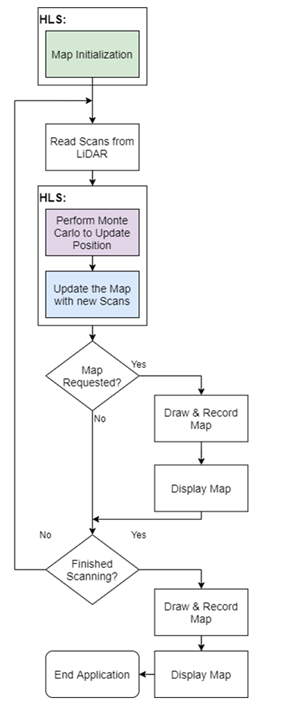 HLS:
Map Initialization
Read Scans from
LiDAR
HLS:
Perform Monte
Carlo to Update
Position
Update the Map
with new Scans
Map
Requested?
Yes
No
Draw & Record
Map
Display Map
No
Yes
Finished
Scanning?
Draw & Record
Map
End Application
Display Map